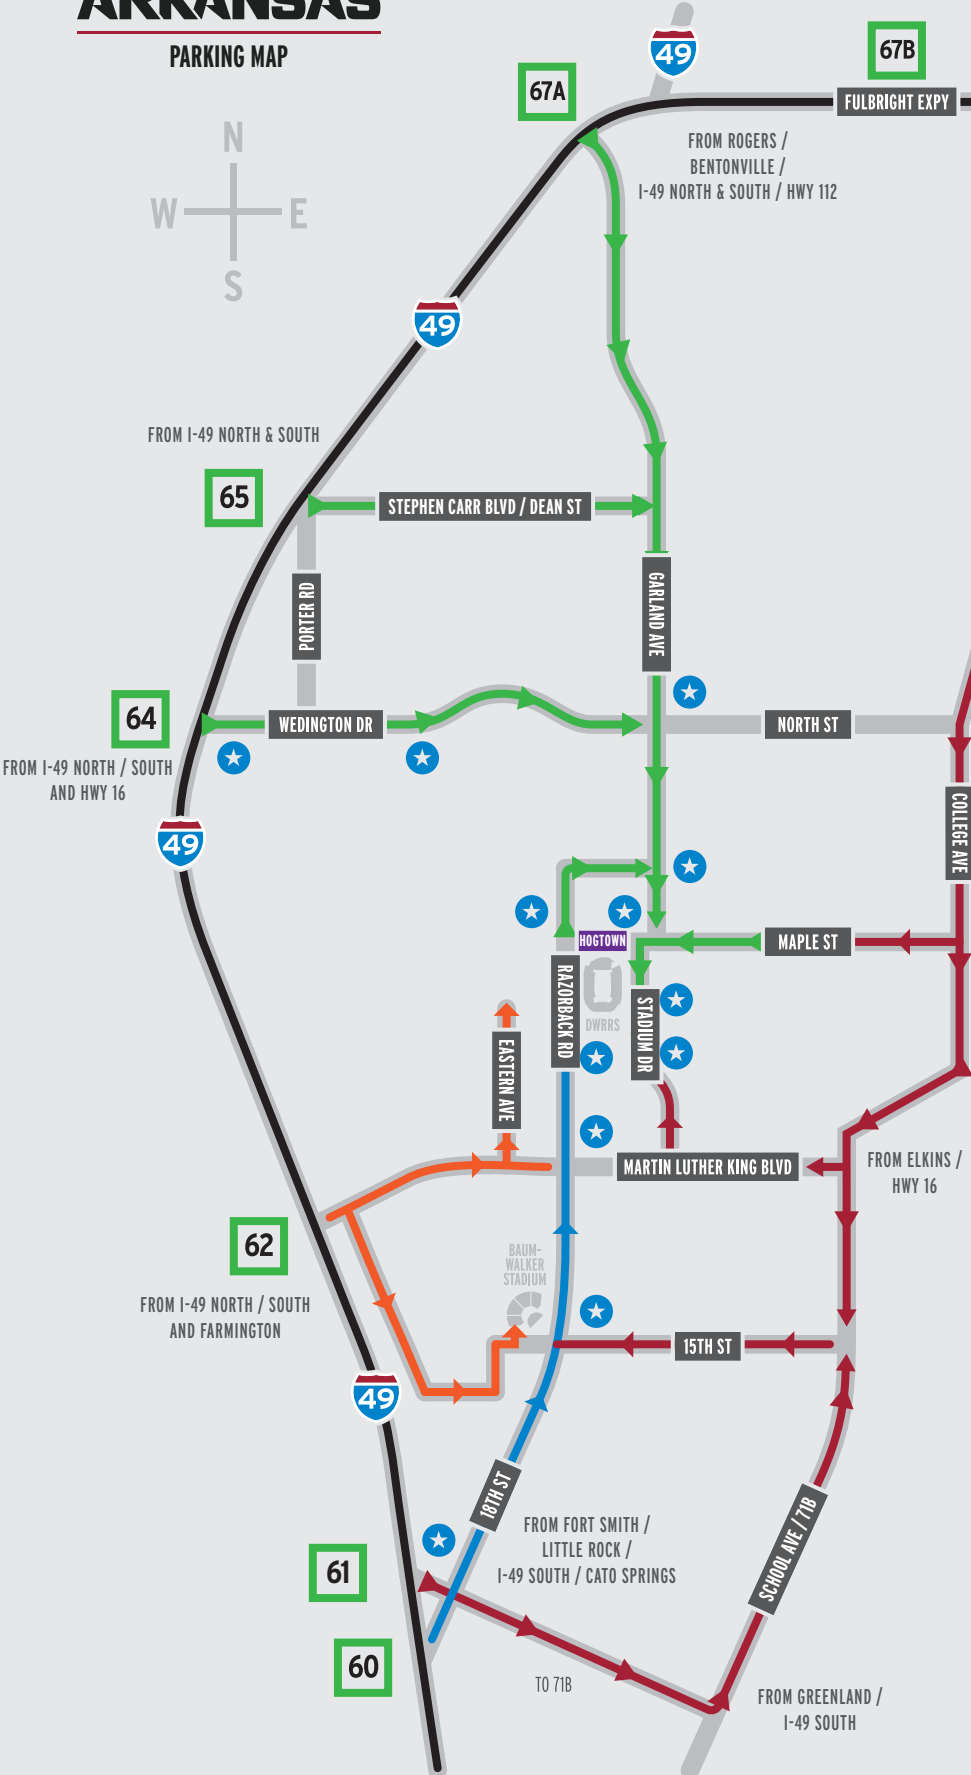 ARKANSAS
PARKING MAP
N
W
E
S
49
67A
67B
FULBRIGHT EXPY
FROM ROGERS /
BENTONVILLE /
I-49 NORTH & SOUTH / HWY 112
49
FROM I-49 NORTH & SOUTH
65
STEPHEN CARR BLVD / DEAN ST
PORTER RD
GARLAND AVE
64
WEDINGTON DR
NORTH ST
FROM I-49 NORTH / SOUTH
AND HWY 16
49
COLLEGE AVE
HOGTOWN
MAPLE ST
RAZORBACK RD
DWRRS
STADIUM DR
EASTERN AVE
MARTIN LUTHER KING BLVD
FROM ELKINS /
HWY 16
62
BAUM-
WALKER
STADIUM
FROM I-49 NORTH / SOUTH
AND FARMINGTON
15TH ST
49
18TH ST
FROM FORT SMITH /
LITTLE ROCK /
I-49 SOUTH / CATO SPRINGS
SCHOOL AVE / 71B
61
60
TO 71B
FROM GREENLAND /
I-49 SOUTH